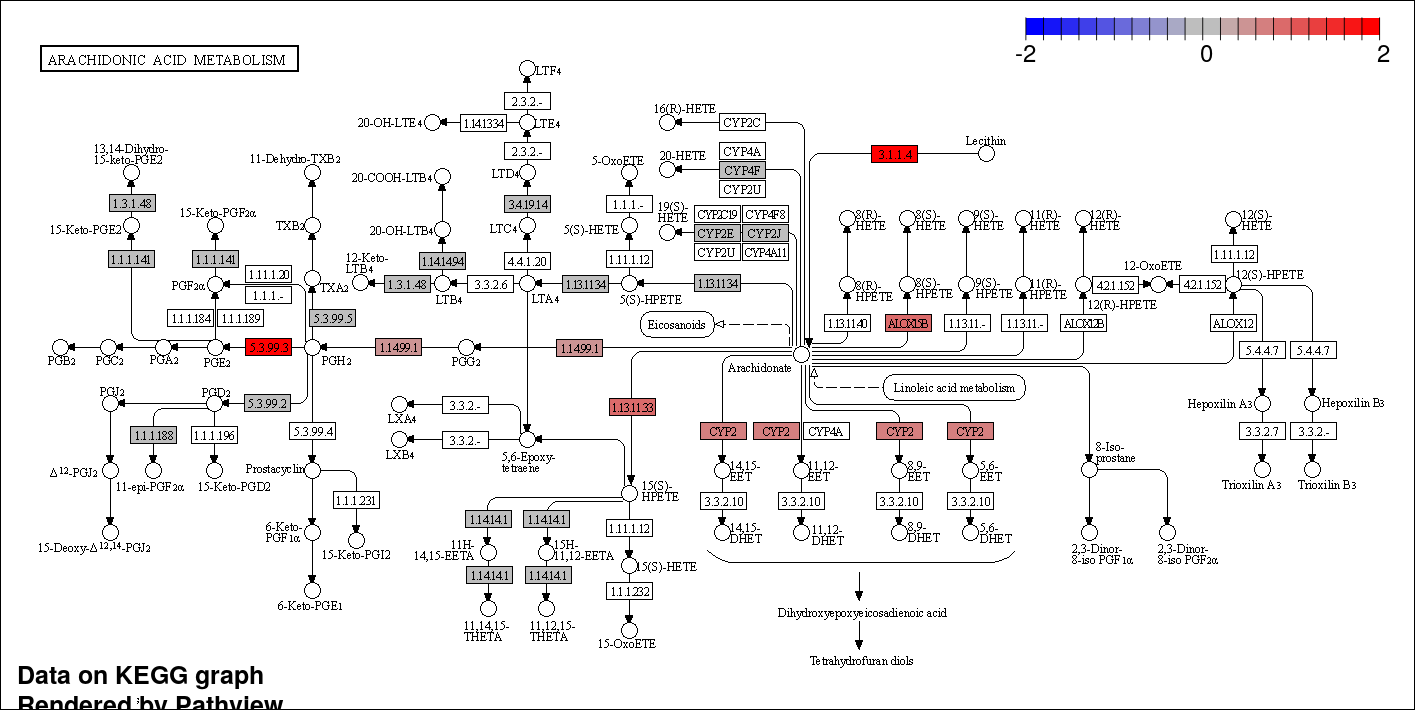 ARACHIDONIC ACID METABOLISM
-2 0 2
LTF4
2.3.2.-
20-OH-LTE4
1.14.13.34
LTE4
2.3.2.-
16(R)-HETE
CYP2C
Lecithin
3.1.1.4
13,14-Dihydro-
15-keto-PGE2
11-Dehydro-TXB2
20-COOH-LTB4
LTD4
5-OxoETE
20-HETE
CYP4A
CYP4F
CYP2U
1.3.1.48
3.4.19.14
1.1.1.-
15-Keto-PGF2α
19(S)-
HETE
CYP2C19
CYP4F8
CYP2E
CYP2J
CYP2U
CYP4A11
15-Keto-PGE2
TXB2
20-OH-LTB4
LTC4
5(S)-HETE
8(R)-
HETE
8(S)-
HETE
9(S)-
HETE
11(R)-
HETE
12(R)-
HETE
12(S)-
HETE
1.1.1.141
1.1.1.141
1.14.14.94
4.4.1.20
1.11.1.12
1.11.1.12
12-Keto-
LTB4
1.11.1.20
1.1.1.-
PGF2α
TXA2
1.3.1.48
LTB4
3.3.2.6
LTA4
1.13.11.34
5(S)-HPETE
1.13.11.34
8(R)-
HPETE
8(S)-
HPETE
9(S)-
HPETE
11(R)-
HPETE
12(R)-HPETE
4.2.1.152
12-OxoETE
4.2.1.152
12(S)-HPETE
1.1.1.184
1.1.1.189
5.3.99.5
Eicosanoids
1.13.11.40
ALOX15B
1.13.11.-
1.13.11.-
ALOX12B
ALOX12
PGB2
PGC2
PGA2
PGE2
5.3.99.3
PGH2
1.14.99.1
PGG2
1.14.99.1
Arachidonate
5.4.4.7
5.4.4.7
Linoleic acid metabolism
PGJ2
PGD2
5.3.99.2
3.3.2.-
LXA4
1.13.11.33
Hepoxilin A3
Hepoxilin B3
1.1.1.188
1.1.1.196
5.3.99.4
3.3.2.-
LXB4
5,6-Epoxy-
tetraene
CYP2
CYP2
CYP4A
CYP2
CYP2
3.3.2.7
3.3.2.-
Δ12-PGJ2
11-epi-PGF2α
15-Keto-PGD2
Prostacyclin
14,15-
EET
11,12-
EET
8,9-
EET
5,6-
EET
8-Iso-
prostane
Trioxilin A3
Trioxilin B3
1.1.1.231
15(S)-
HPETE
3.3.2.10
3.3.2.10
3.3.2.10
3.3.2.10
1.14.14.1
1.14.14.1
1.11.1.12
15-Deoxy-Δ12,14-PGJ2
6-Keto-
PGF1α
15-Keto-PGI2
11H-
14,15-EETA
15H-
11,12-EETA
14,15-
DHET
11,12-
DHET
8,9-
DHET
5,6-
DHET
2,3-Dinor-
8-iso PGF1α
2,3-Dinor-
8-iso PGF2α
1.14.14.1
1.14.14.1
15(S)-HETE
1.1.1.232
6-Keto-PGE1
11,14,15-
THETA
11,12,15-
THETA
15-OxoETE
Dihydroxyepoxyeicosadienoic acid
Tetrahydrofuran diols
Data on KEGG graph
Rendered by Pathview